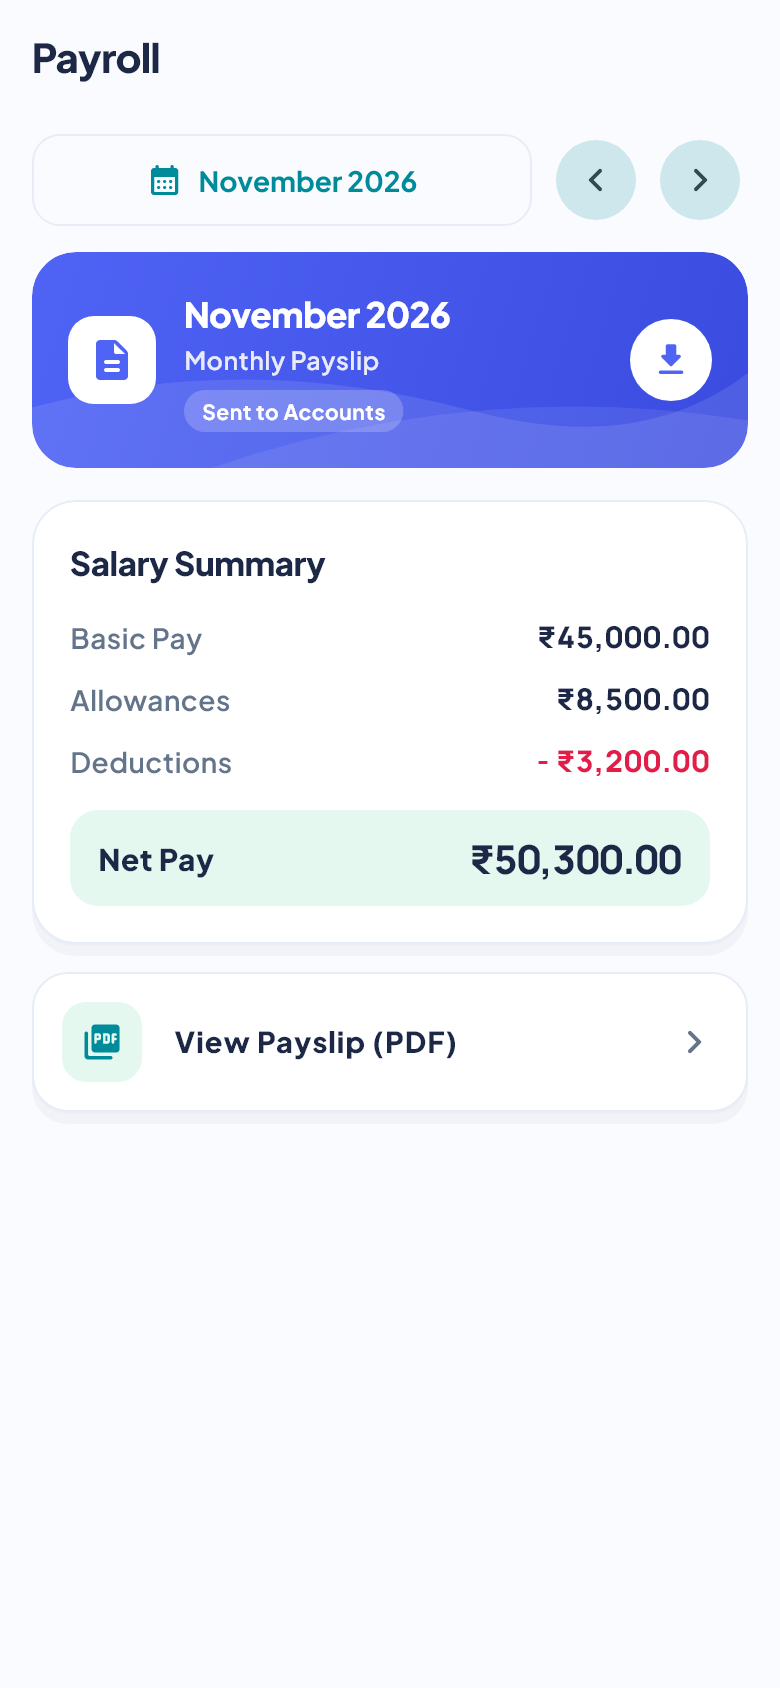 Payroll
November 2026
November 2026
Monthly Payslip
Sent to Accounts
Salary Summary
Basic Pay ₹45,000.00
Allowances ₹8,500.00
Deductions - ₹3,200.00
Net Pay ₹50,300.00
PDF View Payslip (PDF)